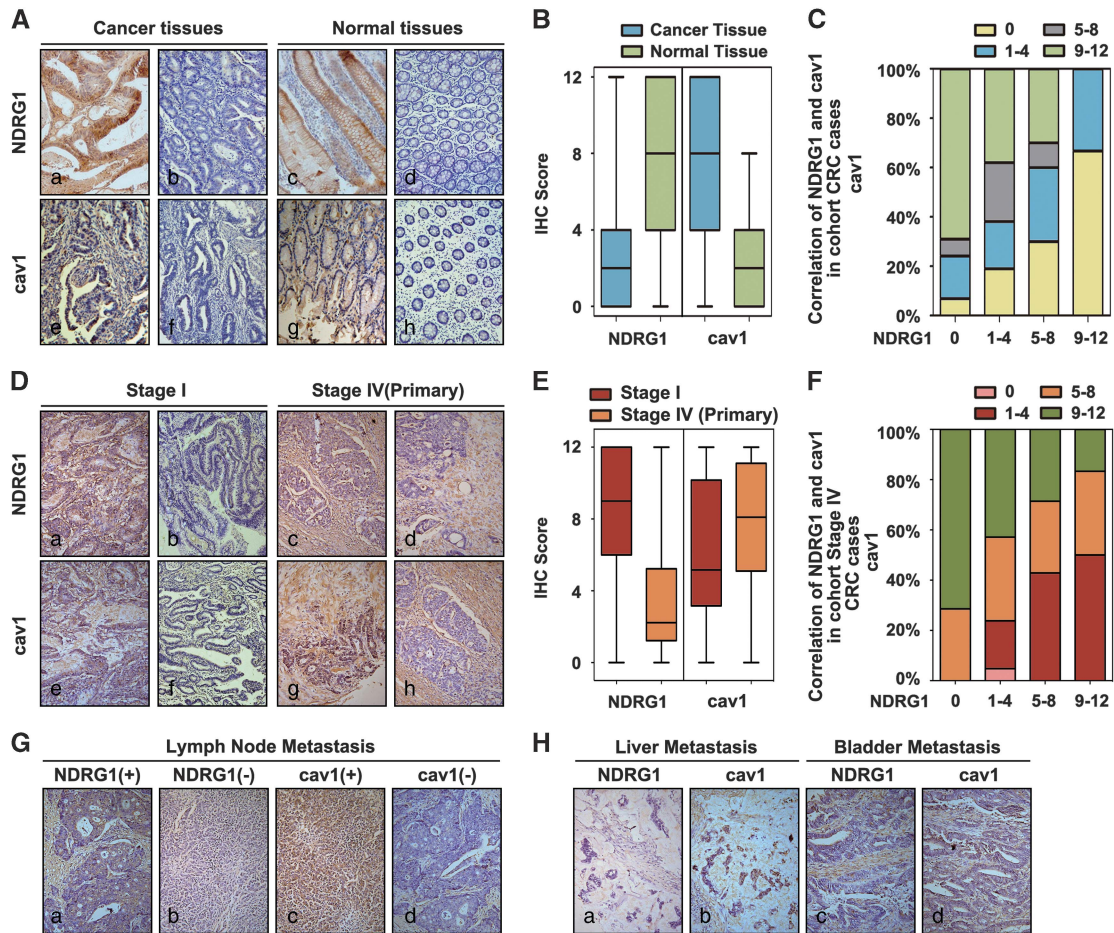 A
Cancer tissues
Normal tissues
NDRG1
a
b
c
d
cav1
e
f
g
h
B
Cancer Tissue
Normal Tissue
IHC Score
12
8
4
0
NDRG1
cav1
C
0
5-8
1-4
9-12
Correlation of NDRG1 and cav1
in cohort CRC cases
cav1
100%
80%
60%
40%
20%
0%
NDRG1 0 1-4 5-8 9-12
D
Stage I
Stage IV(Primary)
NDRG1
a
b
c
d
cav1
e
f
g
h
E
Stage I
Stage IV (Primary)
IHC Score
12
8
4
0
NDRG1
cav1
F
0
5-8
1-4
9-12
Correlation of NDRG1 and cav1
in cohort Stage IV
CRC cases
cav1
100%
80%
60%
40%
20%
0%
NDRG1 0 1-4 5-8 9-12
G
Lymph Node Metastasis
NDRG1(+)
NDRG1(-)
cav1(+)
cav1(-)
a
b
c
d
H
Liver Metastasis
Bladder Metastasis
NDRG1
cav1
NDRG1
cav1
a
b
c
d